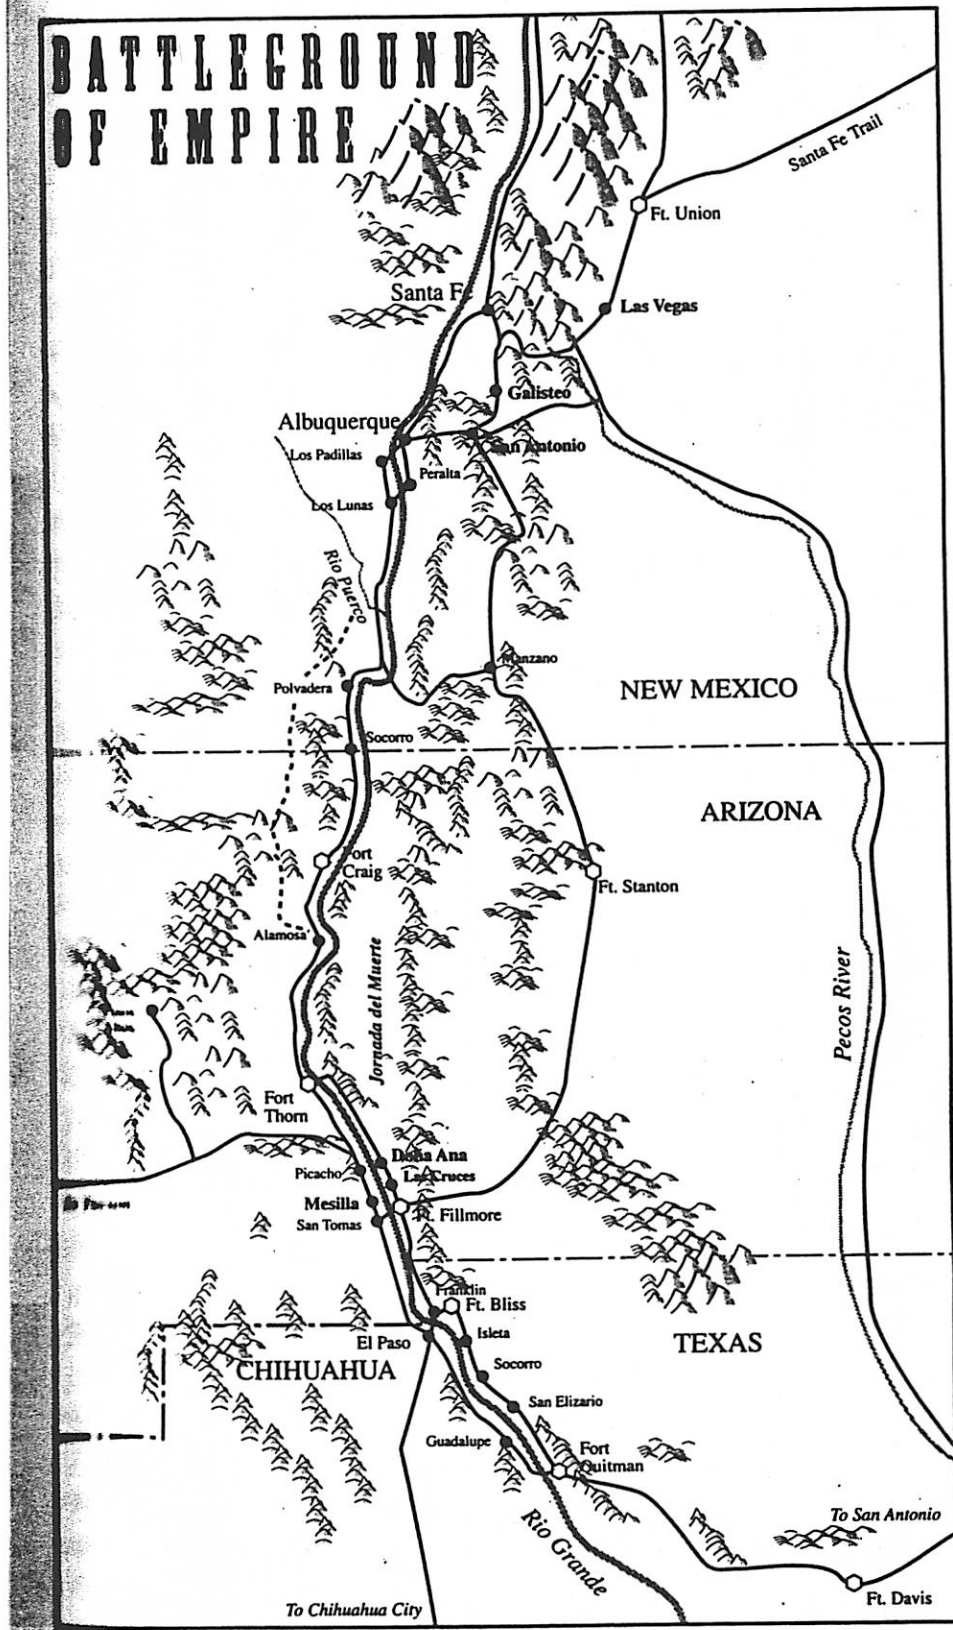 BATTLEGROUND
OF EMPIRE
Santa Fe Trail
Ft. Union
Santa Fe
Las Vegas
Galisteo
Albuquerque
San Antonio
Los Padillas
Peralta
Los Lunas
Rio Puerco
Manzano
Polvadera
NEW MEXICO
Socorro
ARIZONA
Fort
Craig
Ft. Stanton
Alamosa
Jornada del Muerte
Pecos River
Fort
Thorn
Doña Ana
Picacho
Las Cruces
Mesilla
Ft. Fillmore
San Tomas
Franklin
Ft. Bliss
El Paso
Isleta
TEXAS
CHIHUAHUA
Socorro
San Elizario
Guadalupe
Fort
Quitman
Rio Grande
To San Antonio
Ft. Davis
To Chihuahua City